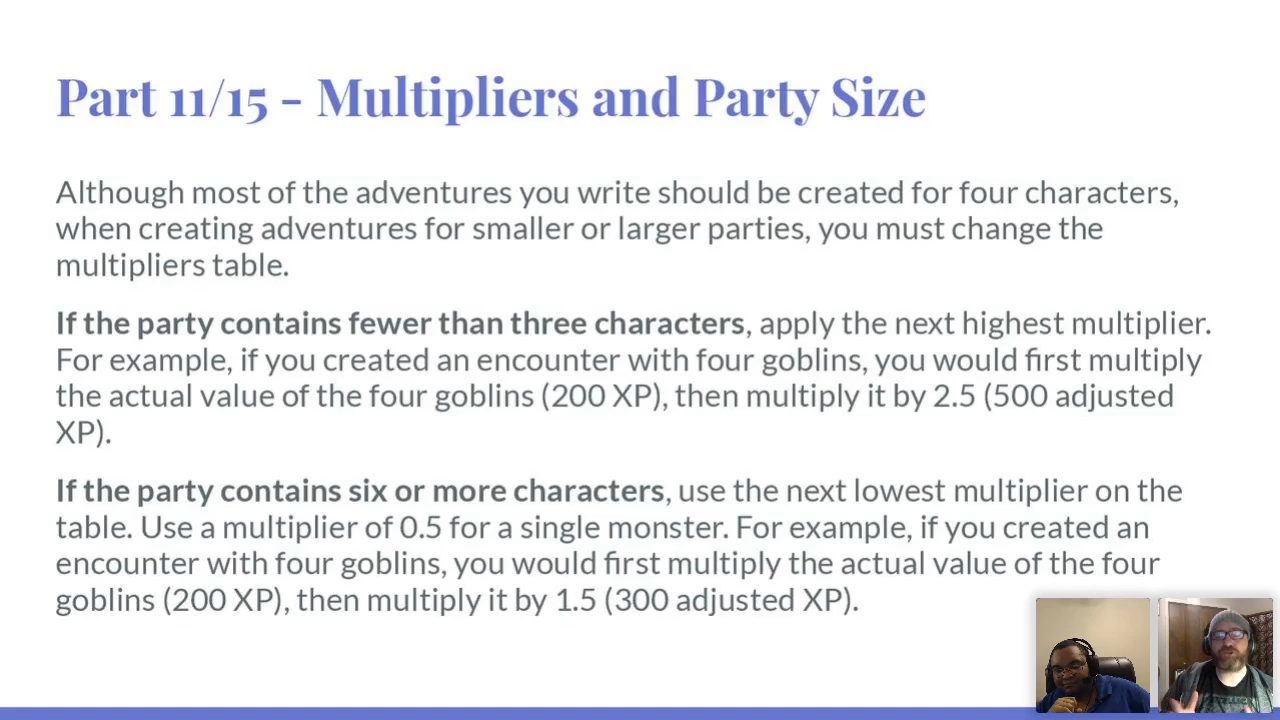 Part 11/15 - Multipliers and Party Size
Although most of the adventures you write should be created for four characters,
when creating adventures for smaller or larger parties, you must change the
multipliers table.
If the party contains fewer than three characters, apply the next highest multiplier.
For example, if you created an encounter with four goblins, you would first multiply
the actual value of the four goblins (200 XP), then multiply it by 2.5 (500 adjusted
XP).
If the party contains six or more characters, use the next lowest multiplier on the
table. Use a multiplier of 0.5 for a single monster. For example, if you created an
encounter with four goblins, you would first multiply the actual value of the four
goblins (200 XP), then multiply it by 1.5 (300 adjusted XP).